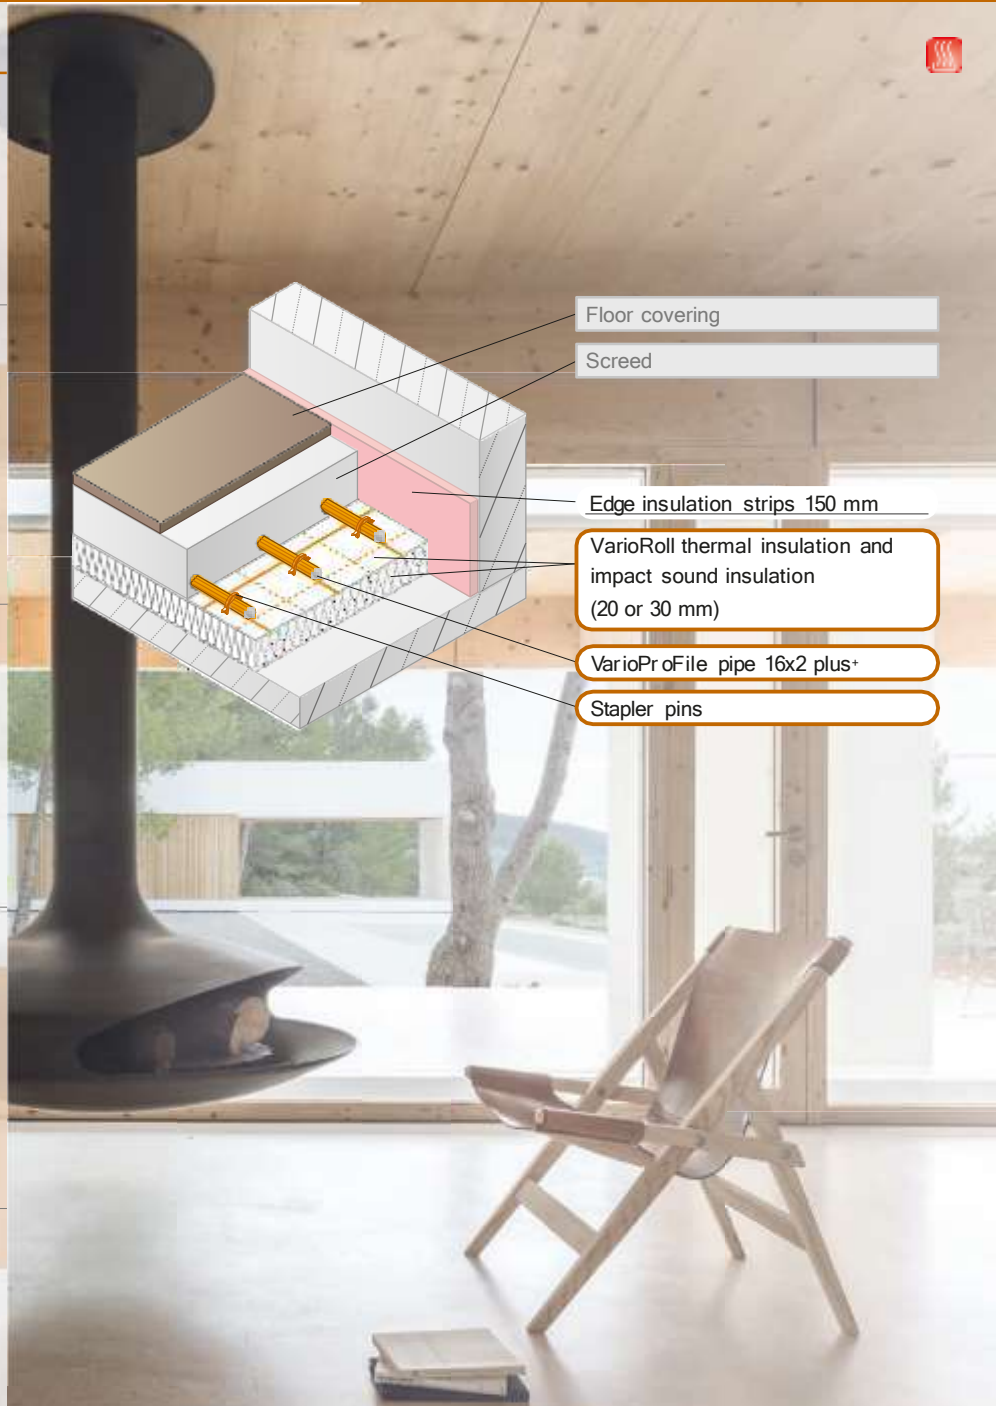 Floor covering
Screed
Edge insulation strips 150 mm
VarioRoll thermal insulation and
impact sound insulation
(20 or 30 mm)
VarioProFile pipe 16x2 plus+
Stapler pins